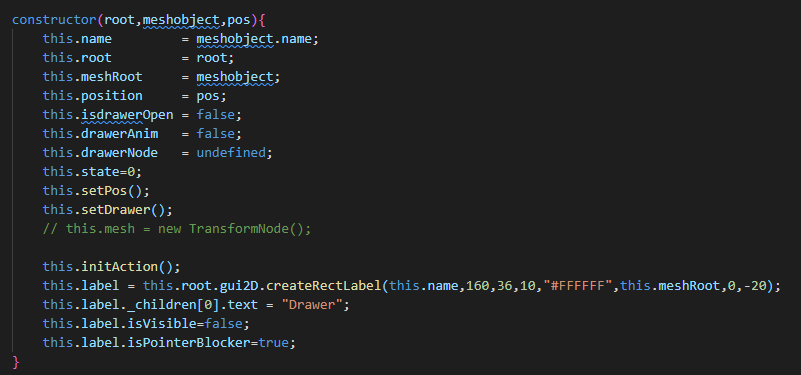 constructor(root,meshobject,pos){
    this.name         = meshobject.name;
    this.root         = root;
    this.meshRoot     = meshobject;
    this.position     = pos;
    this.isdrawerOpen = false;
    this.drawerAnim   = false;
    this.drawerNode   = undefined;
    this.state=0;
    this.setPos();
    this.setDrawer();
    // this.mesh = new TransformNode();
    this.initAction();
    this.label = this.root.gui2D.createRectLabel(this.name,160,36,10,"#FFFFFF",this.meshRoot,0,-20);
    this.label._children[0].text = "Drawer";
    this.label.isVisible=false;
    this.label.isPointerBlocker=true;
}